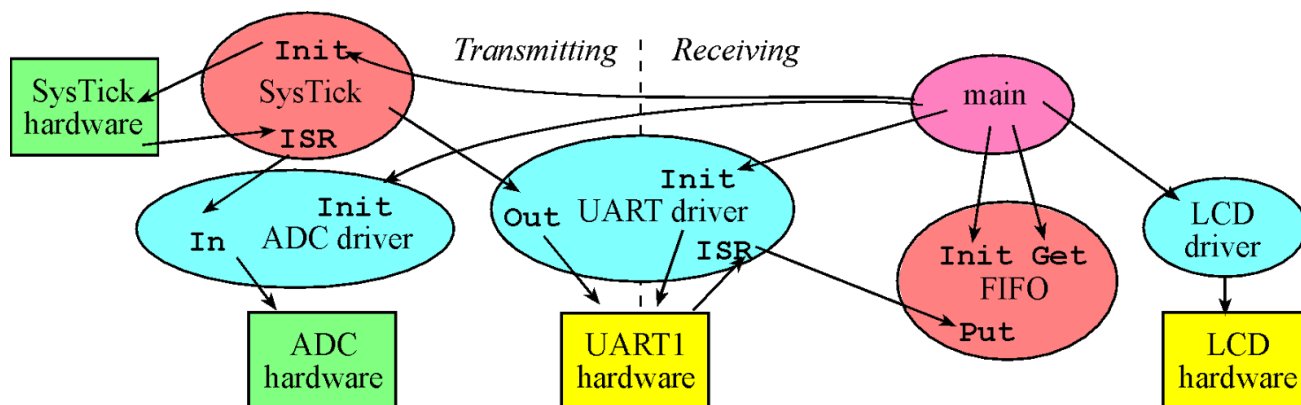 Init
SysTick
ISR
SysTick
hardware
Transmitting
Receiving
main
Init
In
ADC driver
Init
Out
UART driver
ISR
Init Get
FIFO
Put
LCD
driver
ADC
hardware
UART1
hardware
LCD
hardware